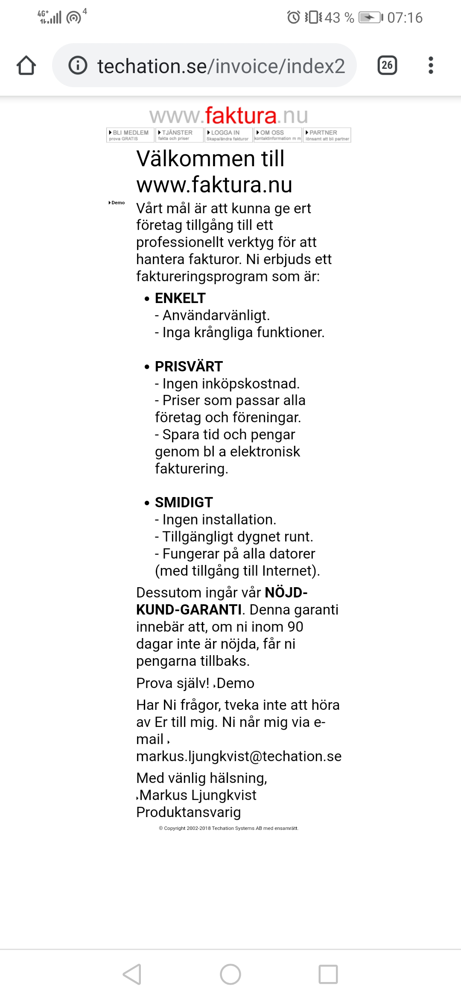 4G+ 4 43 % 07:16
techation.se/invoice/index2 26
www.faktura.nu
BLI MEDLEM TJÄNSTER LOGGA IN OM OSS PARTNER
prova GRATIS fakta och priser Skapa/ändra fakturor kontaktinformation m m lönsamt att bli partner
Välkommen till
www.faktura.nu
Demo
Vårt mål är att kunna ge ert
företag tillgång till ett
professionellt verktyg för att
hantera fakturor. Ni erbjuds ett
faktureringsprogram som är:
• ENKELT
- Användarvänligt.
- Inga krångliga funktioner.
• PRISVÄRT
- Ingen inköpskostnad.
- Priser som passar alla
företag och föreningar.
- Spara tid och pengar
genom bl a elektronisk
fakturering.
• SMIDIGT
- Ingen installation.
- Tillgängligt dygnet runt.
- Fungerar på alla datorer
(med tillgång till Internet).
Dessutom ingår vår NÖJD-
KUND-GARANTI. Denna garanti
innebär att, om ni inom 90
dagar inte är nöjda, får ni
pengarna tillbaks.
Prova själv! Demo
Har Ni frågor, tveka inte att höra
av Er till mig. Ni når mig via e-
mail
markus.ljungkvist@techation.se
Med vänlig hälsning,
Markus Ljungkvist
Produktansvarig
© Copyright 2002-2018 Techation Systems AB med ensamrätt.